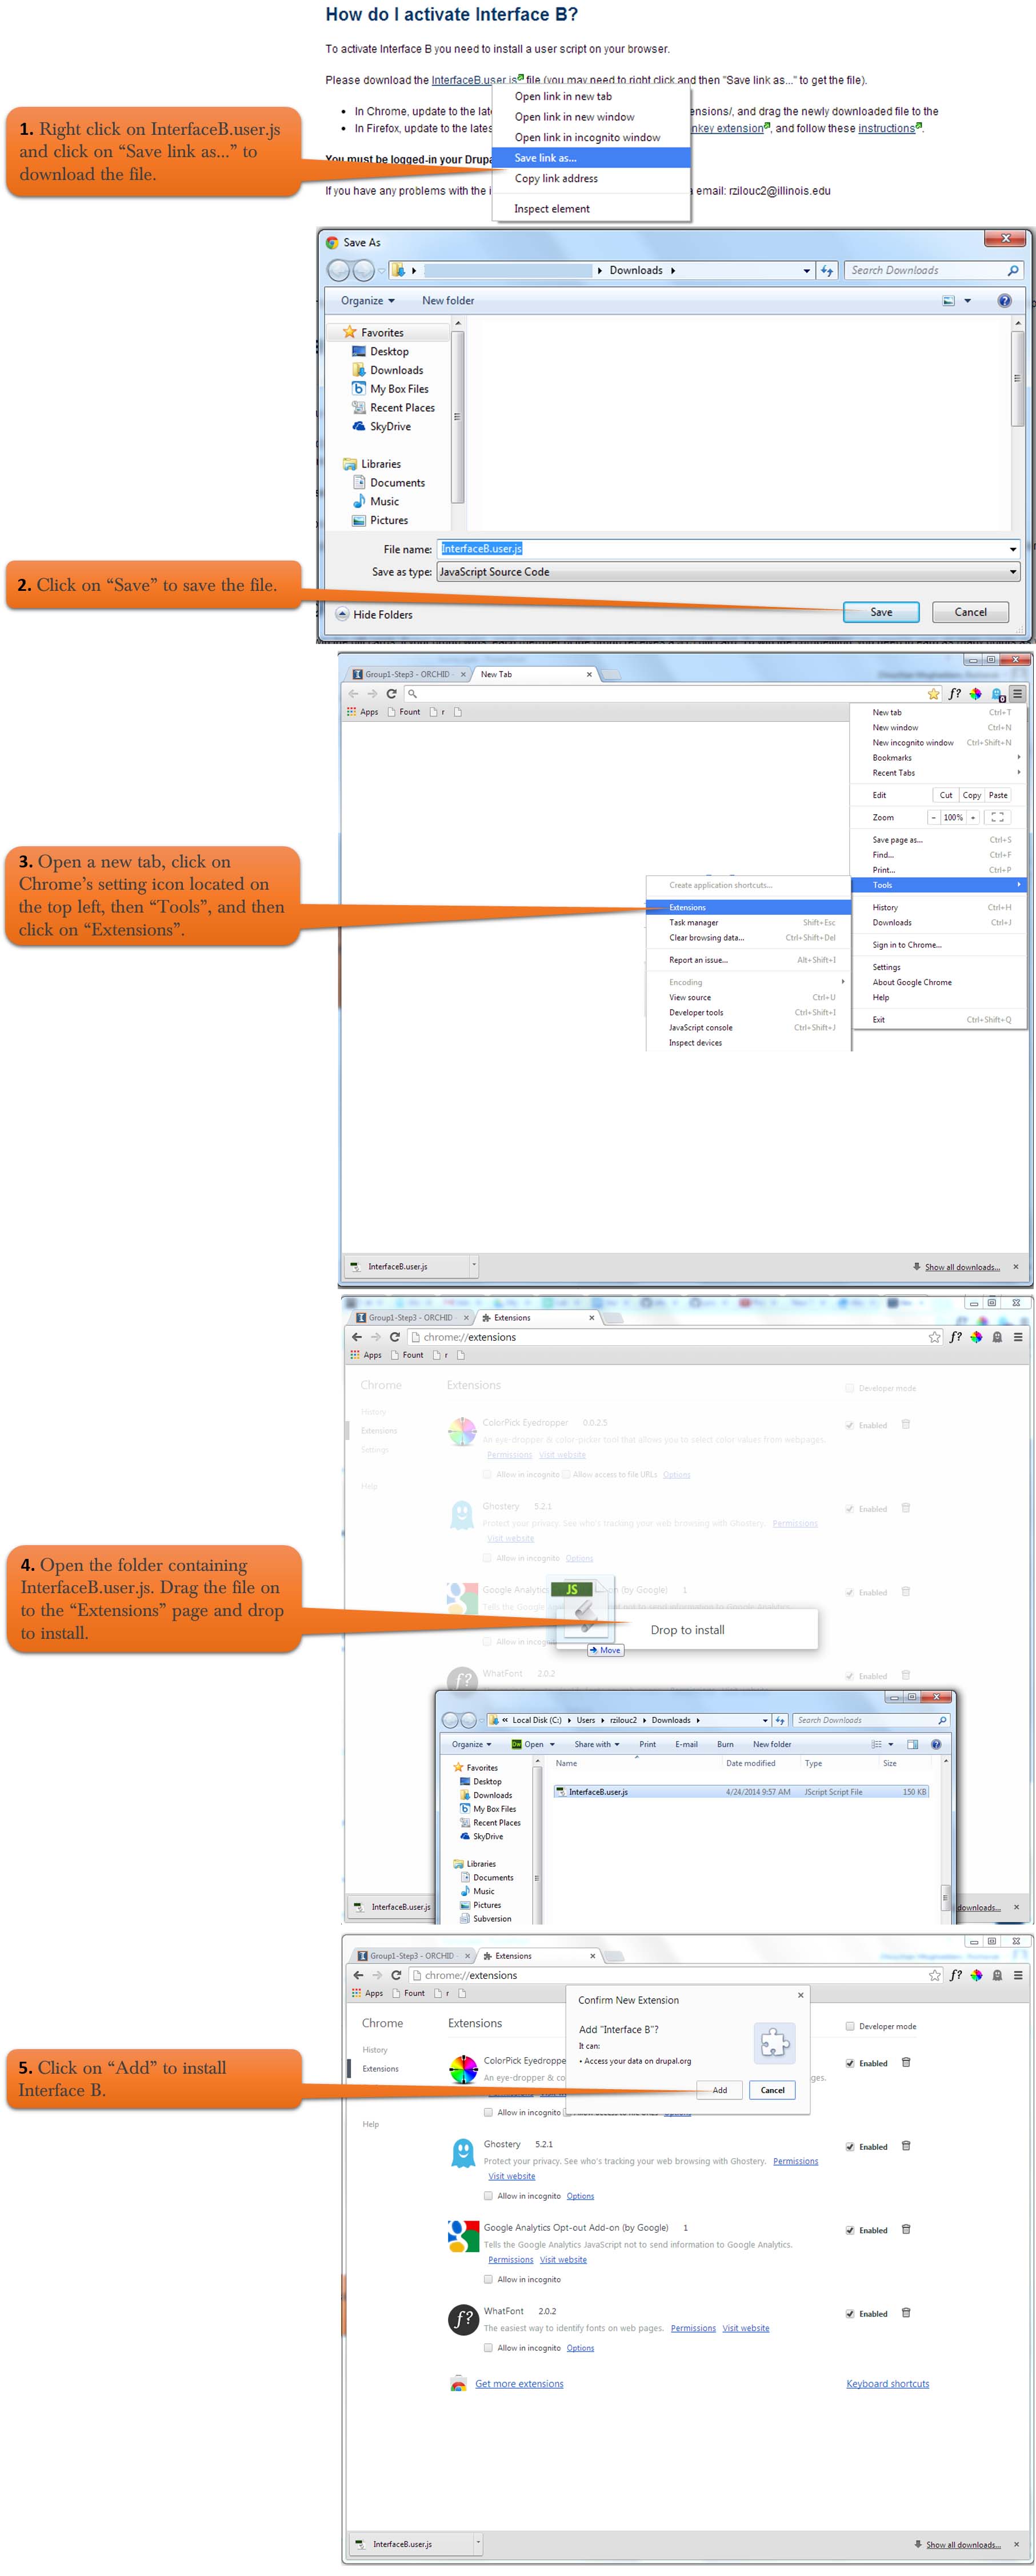 How do I activate Interface B?
To activate Interface B you need to install a user script on your browser.
Please download the InterfaceB.user.js file (you may need to right click and then "Save link as..." to get the file).
In Chrome, update to the late
ensions/, and drag the newly downloaded file to the
In Firefox, update to the lates
nkey extension, and follow these instructions.
You must be logged-in your Drupa
If you have any problems with the i
email: rzilouc2@illinois.edu
Open link in new tab
Open link in new window
Open link in incognito window
Save link as...
Copy link address
Inspect element
1. Right click on InterfaceB.user.js
and click on “Save link as...” to
download the file.
Save As
Downloads
Search Downloads
Organize
New folder
Favorites
Desktop
Downloads
My Box Files
Recent Places
SkyDrive
Libraries
Documents
Music
Pictures
File name: InterfaceB.user.js
Save as type: JavaScript Source Code
Hide Folders
Save
Cancel
2. Click on “Save” to save the file.
Group1-Step3 - ORCHID
New Tab
Apps
Fount
r
f?
New tab Ctrl+T
New window Ctrl+N
New incognito window Ctrl+Shift+N
Bookmarks
Recent Tabs
Edit Cut Copy Paste
Zoom - 100% +
Save page as... Ctrl+S
Find... Ctrl+F
Print... Ctrl+P
Tools
History Ctrl+H
Downloads Ctrl+J
Sign in to Chrome...
Settings
About Google Chrome
Help
Exit Ctrl+Shift+Q
Create application shortcuts...
Extensions
Task manager Shift+Esc
Clear browsing data... Ctrl+Shift+Del
Report an issue... Alt+Shift+I
Encoding
View source Ctrl+U
Developer tools Ctrl+Shift+I
JavaScript console Ctrl+Shift+J
Inspect devices
3. Open a new tab, click on
Chrome’s setting icon located on
the top left, then “Tools”, and then
click on “Extensions”.
InterfaceB.user.js
Show all downloads...
Group1-Step3 - ORCHID
Extensions
chrome://extensions
f?
Apps
Fount
r
Chrome
History
Extensions
Settings
Help
Extensions
Developer mode
ColorPick Eyedropper 0.0.2.5
Enabled
An eye-dropper & color-picker tool that allows you to select color values from webpages.
Permissions Visit website
Allow in incognito Allow access to file URLs Options
Ghostery 5.2.1
Enabled
Protect your privacy. See who's tracking your web browsing with Ghostery. Permissions
Visit website
Allow in incognito Options
Google Analytics
n (by Google) 1
Enabled
Tells the Google
not to send information to Google Analytics.
Allow in incogn
JS
Drop to install
Move
WhatFont 2.0.2
Enabled
f?
4. Open the folder containing
InterfaceB.user.js. Drag the file on
to the “Extensions” page and drop
to install.
« Local Disk (C:) Users rzilouc2 Downloads
Search Downloads
Organize
Open
Share with
Print
E-mail
Burn
New folder
Favorites
Desktop
Downloads
My Box Files
Recent Places
SkyDrive
Libraries
Documents
Music
Pictures
Subversion
Name Date modified Type Size
InterfaceB.user.js 4/24/2014 9:57 AM JScript Script File 150 KB
InterfaceB.user.js
downloads...
Group1-Step3 - ORCHID
Extensions
chrome://extensions
f?
Apps
Fount
r
Chrome
History
Extensions
Help
Extensions
Developer mode
Confirm New Extension
Add "Interface B"?
It can:
• Access your data on drupal.org
Add
Cancel
5. Click on “Add” to install
Interface B.
ColorPick Eyedroppe
Enabled
An eye-dropper & co
ges.
Allow in incognito
Ghostery 5.2.1
Enabled
Protect your privacy. See who's tracking your web browsing with Ghostery. Permissions
Visit website
Allow in incognito Options
Google Analytics Opt-out Add-on (by Google) 1
Enabled
Tells the Google Analytics JavaScript not to send information to Google Analytics.
Permissions Visit website
Allow in incognito
f?
WhatFont 2.0.2
Enabled
The easiest way to identify fonts on web pages. Permissions Visit website
Allow in incognito Options
Get more extensions
Keyboard shortcuts
InterfaceB.user.js
Show all downloads...